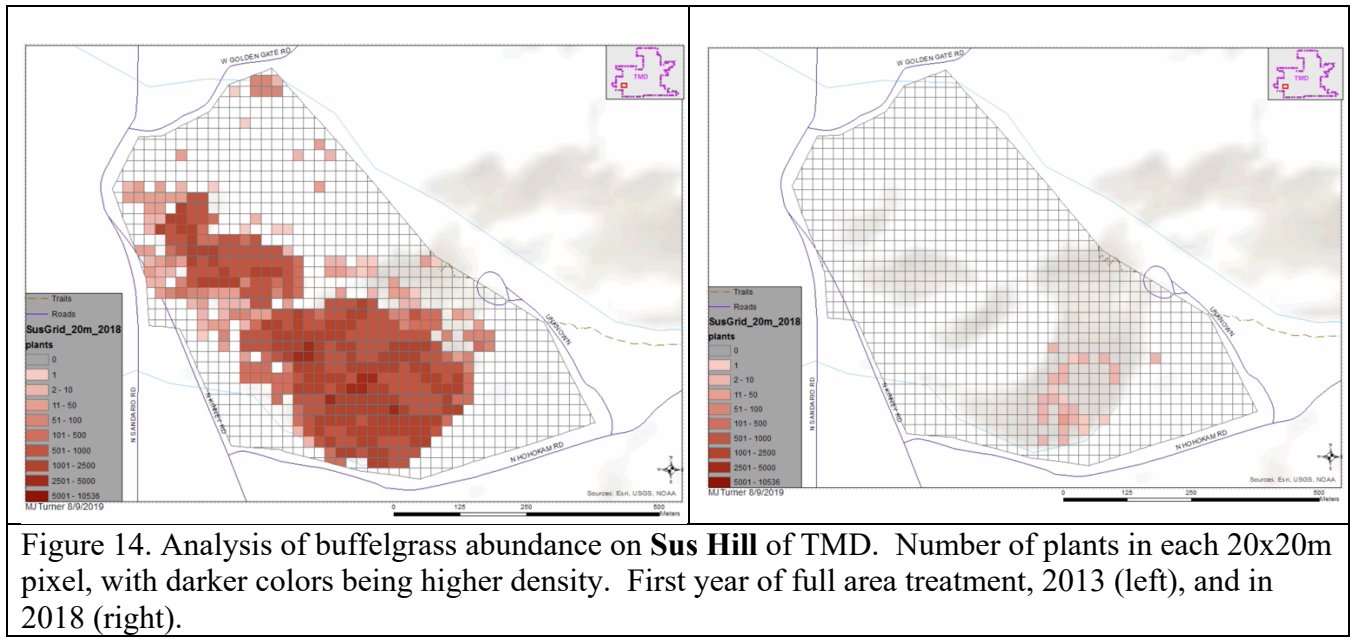 W GOLDEN GATE RD
TMD
Trails
Roads
SusGrid_20m_2018
plants
0
1
2 - 10
11 - 50
51 - 100
101 - 500
501 - 1000
1001 - 2500
2501 - 5000
5001 - 10536
N SANDARIO RD
N KINNEY RD
UNKNOWN
N HOHOKAM RD
Sources: Esri, USGS, NOAA
MJTurner 8/9/2019
0 125 250 500
Meters
W GOLDEN GATE RD
TMD
Trails
Roads
SusGrid_20m_2018
plants
0
1
2 - 10
11 - 50
51 - 100
101 - 500
501 - 1000
1001 - 2500
2501 - 5000
5001 - 10536
N SANDARIO RD
N KINNEY RD
UNKNOWN
N HOHOKAM RD
Sources: Esri, USGS, NOAA
MJTurner 8/9/2019
0 125 250 500
Meters
Figure 14. Analysis of buffelgrass abundance on Sus Hill of TMD. Number of plants in each 20x20m
pixel, with darker colors being higher density. First year of full area treatment, 2013 (left), and in
2018 (right).